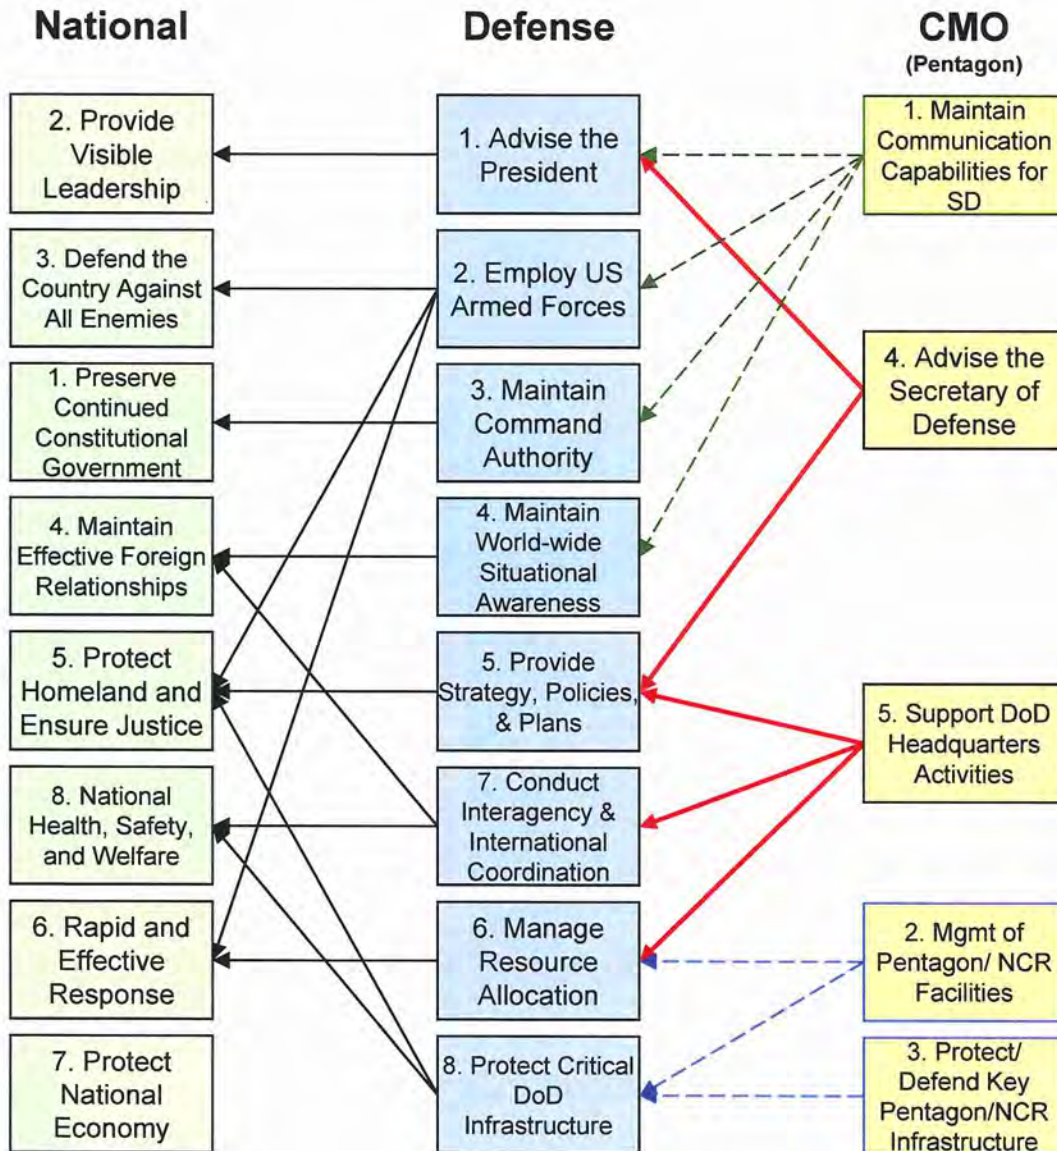 National
Defense
CMO
(Pentagon)
2. Provide
Visible
Leadership
3. Defend the
Country Against
All Enemies
1. Preserve
Continued
Constitutional
Government
4. Maintain
Effective Foreign
Relationships
5. Protect
Homeland and
Ensure Justice
8. National
Health, Safety,
and Welfare
6. Rapid and
Effective
Response
7. Protect
National
Economy
1. Advise the
President
2. Employ US
Armed Forces
3. Maintain
Command
Authority
4. Maintain
World-wide
Situational
Awareness
5. Provide
Strategy, Policies,
& Plans
7. Conduct
Interagency &
International
Coordination
6. Manage
Resource
Allocation
8. Protect Critical
DoD
Infrastructure
1. Maintain
Communication
Capabilities for
SD
4. Advise the
Secretary of
Defense
5. Support DoD
Headquarters
Activities
2. Mgmt of
Pentagon/ NCR
Facilities
3. Protect/
Defend Key
Pentagon/NCR
Infrastructure